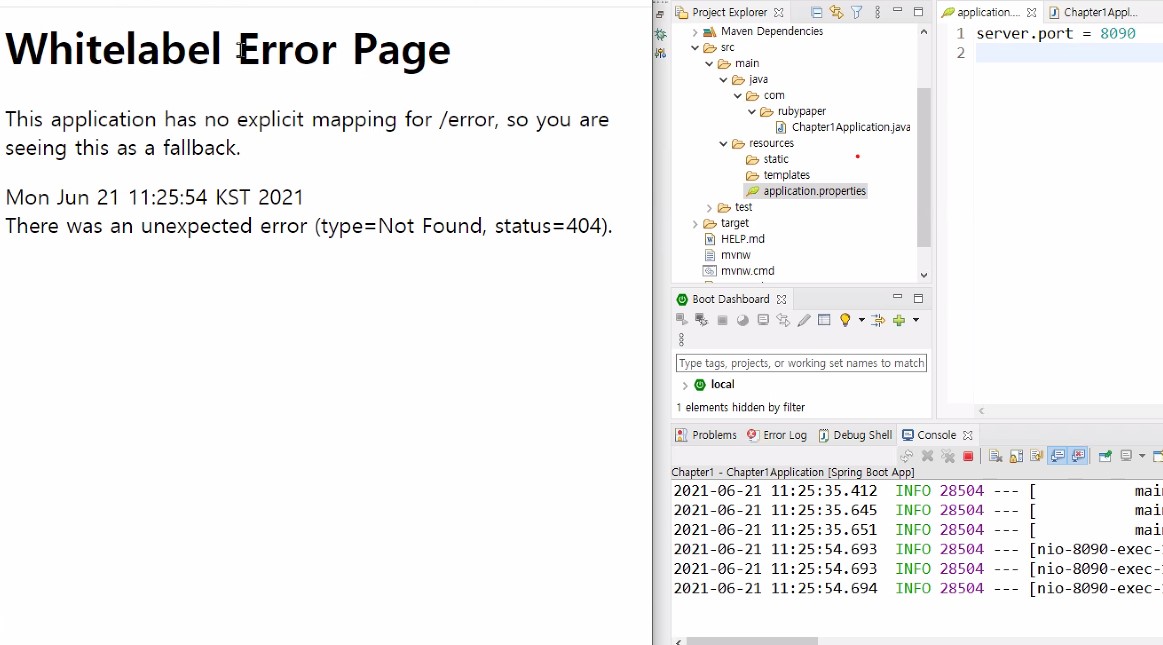 Whitelabel Error Page
This application has no explicit mapping for /error, so you are
seeing this as a fallback.
Mon Jun 21 11:25:54 KST 2021
There was an unexpected error (type=Not Found, status=404).
Project Explorer
Maven Dependencies
src
main
java
com
rubypaper
Chapter1Application.java
resources
static
templates
application.properties
test
target
HELP.md
mvnw
mvnw.cmd
Boot Dashboard
Type tags, projects, or working set names to match
local
1 elements hidden by filter
application....
Chapter1Appl...
1 server.port = 8090
2
Problems Error Log Debug Shell Console
Chapter1 - Chapter1Application [Spring Boot App]
2021-06-21 11:25:35.412 INFO 28504 --- [ mai
2021-06-21 11:25:35.645 INFO 28504 --- [ mai
2021-06-21 11:25:35.651 INFO 28504 --- [ mai
2021-06-21 11:25:54.693 INFO 28504 --- [nio-8090-exec-
2021-06-21 11:25:54.693 INFO 28504 --- [nio-8090-exec-
2021-06-21 11:25:54.694 INFO 28504 --- [nio-8090-exec-